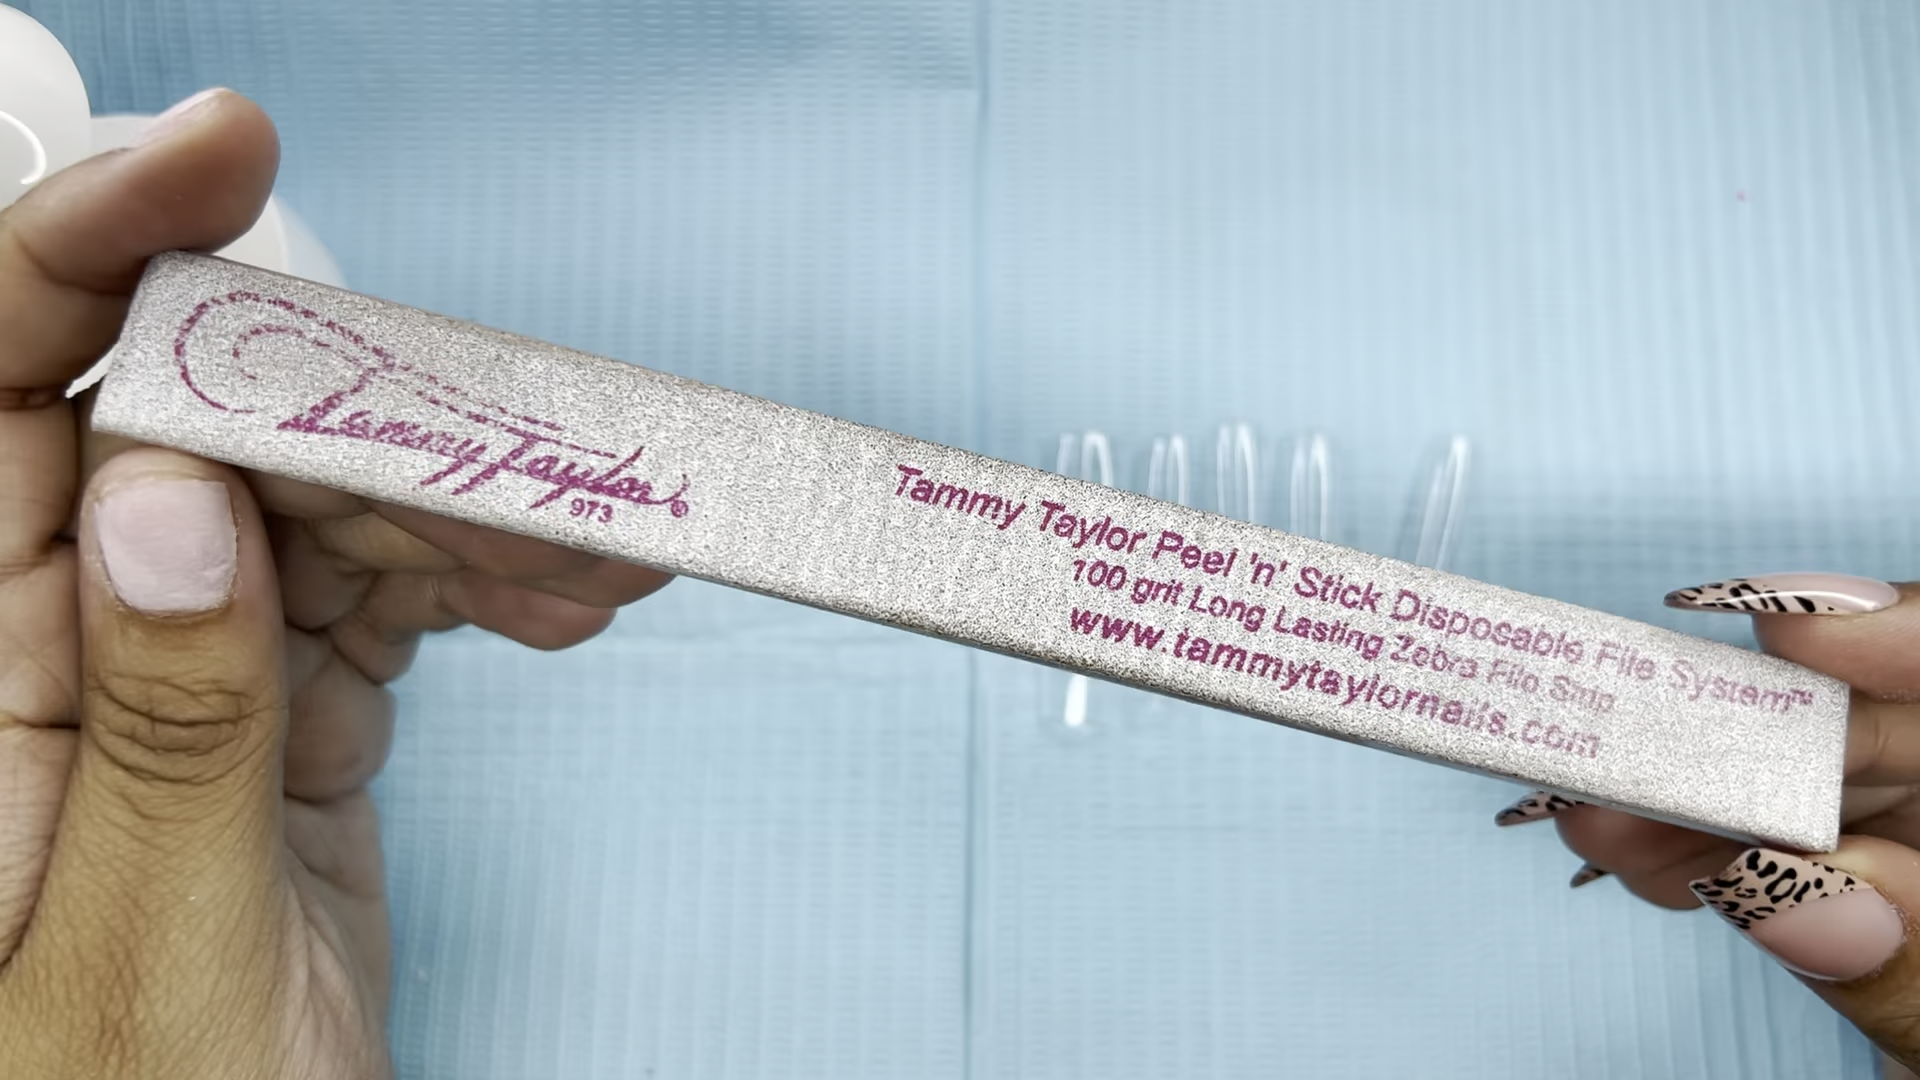 Tammy Taylor®
973
Tammy Taylor Peel 'n' Stick Disposable File System™
100 grit Long Lasting Zebra File Strip
www.tammytaylornails.com